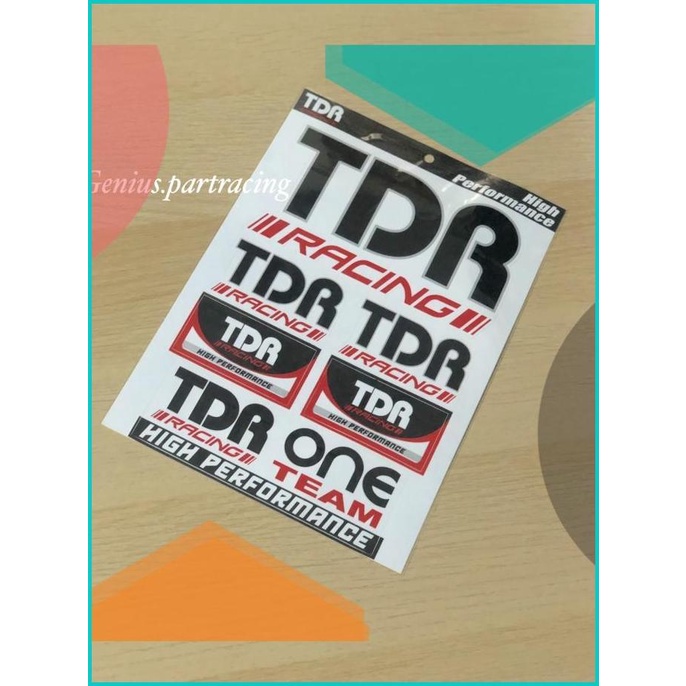 TDR
High
Performance
Genius.partracing
TDR
RACING
TDR
RACING
TDR
RACING
TDR
RACING
HIGH PERFORMANCE
TDR
RACING
HIGH PERFORMANCE
TDR ONE
RACING TEAM
HIGH PERFORMANCE